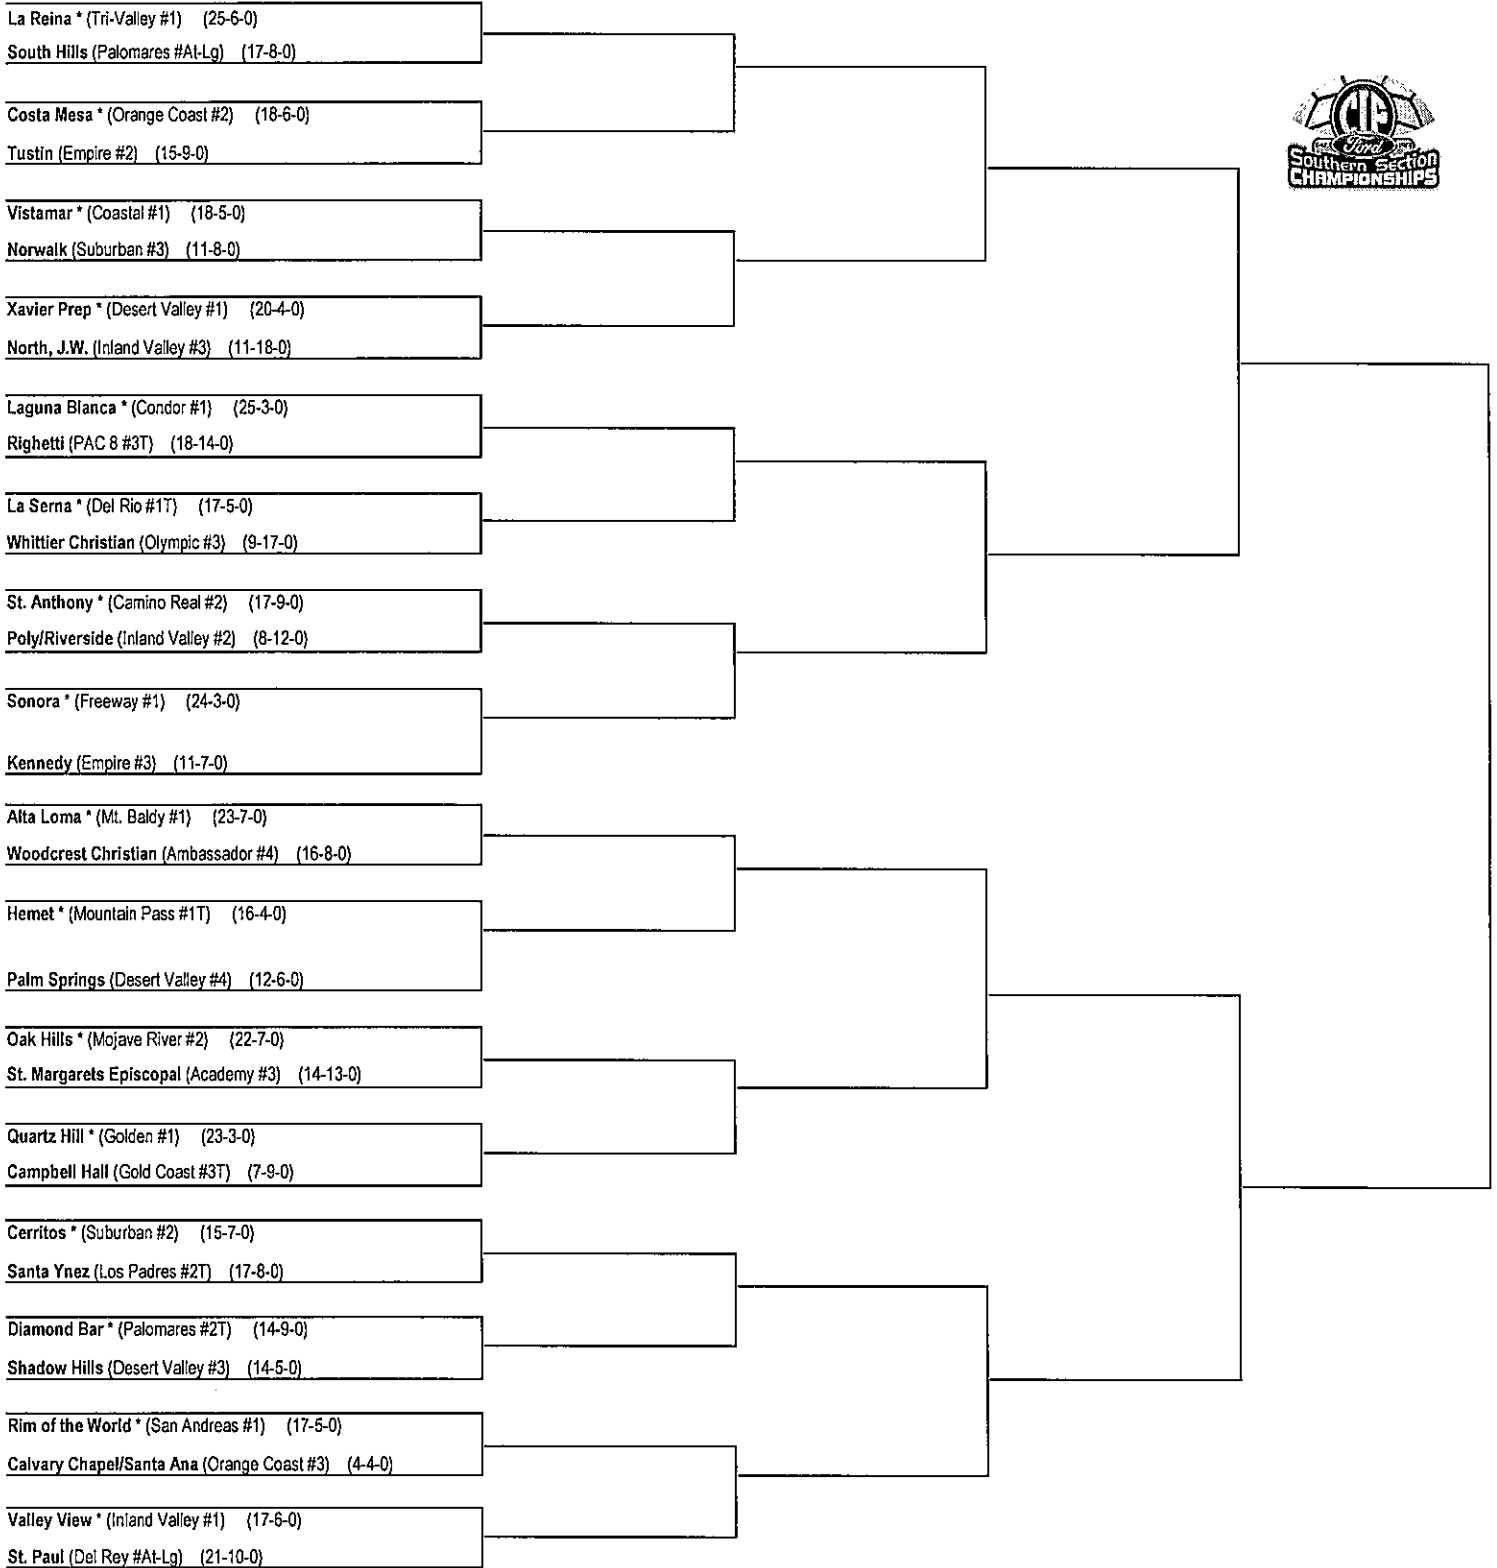 La Reina * (Tri-Valley #1) (25-6-0)
South Hills (Palomares #At-Lg) (17-8-0)
Costa Mesa * (Orange Coast #2) (18-6-0)
Tustin (Empire #2) (15-9-0)
Vistamar * (Coastal #1) (18-5-0)
Norwalk (Suburban #3) (11-8-0)
Xavier Prep * (Desert Valley #1) (20-4-0)
North, J.W. (Inland Valley #3) (11-18-0)
Laguna Blanca * (Condor #1) (25-3-0)
Righetti (PAC 8 #3T) (18-14-0)
La Serna * (Del Rio #1T) (17-5-0)
Whittier Christian (Olympic #3) (9-17-0)
St. Anthony * (Camino Real #2) (17-9-0)
Poly/Riverside (Inland Valley #2) (8-12-0)
Sonora * (Freeway #1) (24-3-0)
Kennedy (Empire #3) (11-7-0)
Alta Loma * (Mt. Baldy #1) (23-7-0)
Woodcrest Christian (Ambassador #4) (16-8-0)
Hemet * (Mountain Pass #1T) (16-4-0)
Palm Springs (Desert Valley #4) (12-6-0)
Oak Hills * (Mojave River #2) (22-7-0)
St. Margarets Episcopal (Academy #3) (14-13-0)
Quartz Hill * (Golden #1) (23-3-0)
Campbell Hall (Gold Coast #3T) (7-9-0)
Cerritos * (Suburban #2) (15-7-0)
Santa Ynez (Los Padres #2T) (17-8-0)
Diamond Bar * (Palomares #2T) (14-9-0)
Shadow Hills (Desert Valley #3) (14-5-0)
Rim of the World * (San Andreas #1) (17-5-0)
Calvary Chapel/Santa Ana (Orange Coast #3) (4-4-0)
Valley View * (Inland Valley #1) (17-6-0)
St. Paul (Del Rey #At-Lg) (21-10-0)
CIF
Ford
Southern Section
CHAMPIONSHIPS